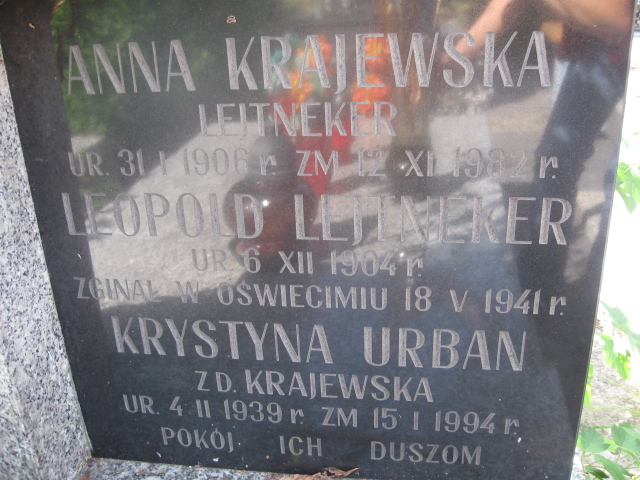 ANNA KRAJEWSKA
LEJTNEKER
UR. 31 I 1906 r. ZM 12 XI 1982 r.
LEOPOLD LEJTNEKER
UR. 6 XII 1904 r.
ZGINĄŁ W OŚWIECIMIU 18 V 1941 r.
KRYSTYNA URBAN
Z D. KRAJEWSKA
UR. 4 II 1939 r. ZM 15 I 1994 r.
POKÓJ ICH DUSZOM